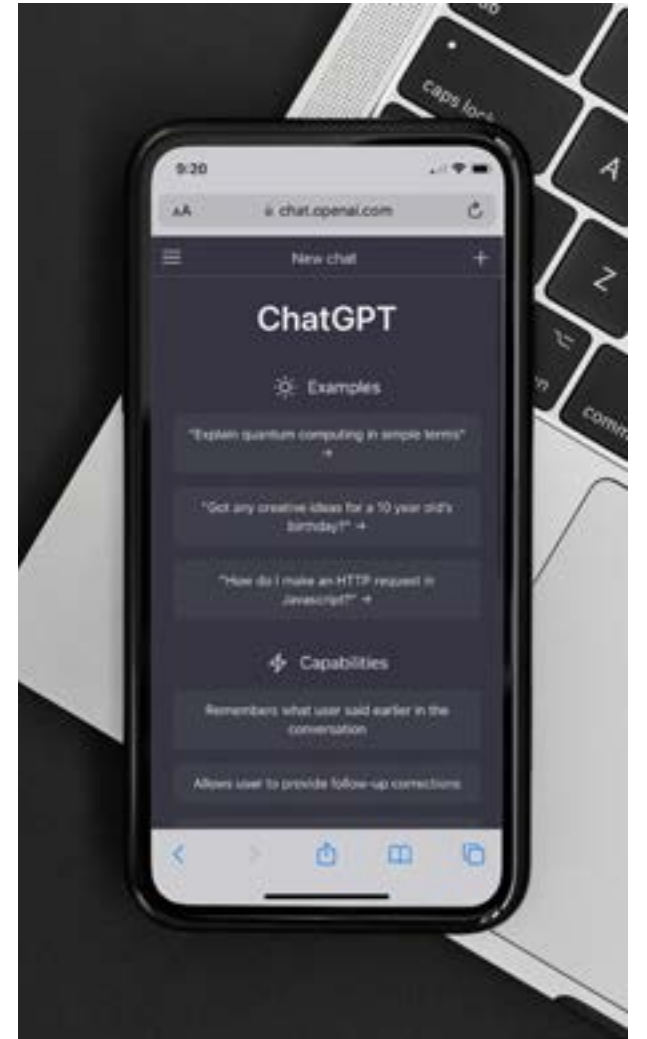 9:20
AA chat.openai.com
New chat +
ChatGPT
Examples
"Explain quantum computing in simple terms"
→
"Got any creative ideas for a 10 year old's
birthday?" →
"How do I make an HTTP request in
Javascript?" →
Capabilities
Remembers what user said earlier in the
conversation
Allows user to provide follow-up corrections
caps loc
A
Z
comm